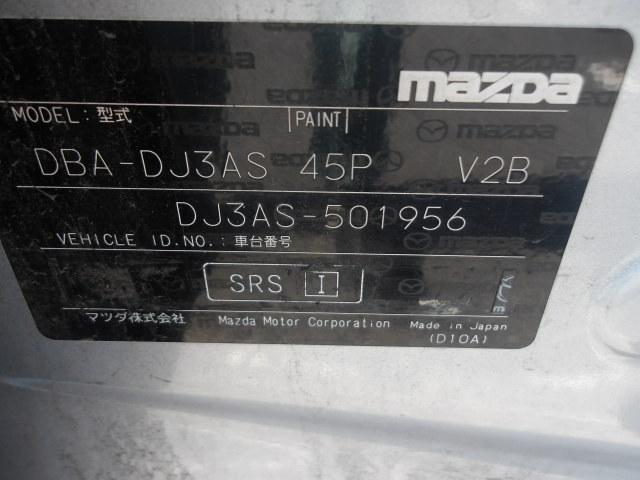 mazda
MODEL: 型式 |PAINT|
DBA-DJ3AS 45P V2B
DJ3AS-501956
VEHICLE ID.NO.: 車台番号
SRS I
マツダ株式会社 Mazda Motor Corporation Made in Japan
(D10A)